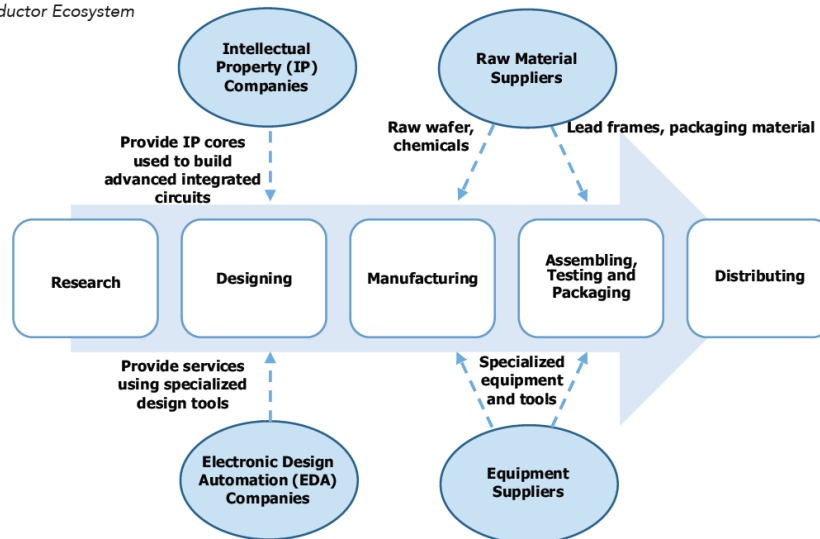 ductor Ecosystem
Intellectual
Property (IP)
Companies
Raw Material
Suppliers
Raw wafer,
chemicals
Lead frames, packaging material
Provide IP cores
used to build
advanced integrated
circuits
Research
Designing
Manufacturing
Assembling,
Testing and
Packaging
Distributing
Provide services
using specialized
design tools
Specialized
equipment
and tools
Electronic Design
Automation (EDA)
Companies
Equipment
Suppliers